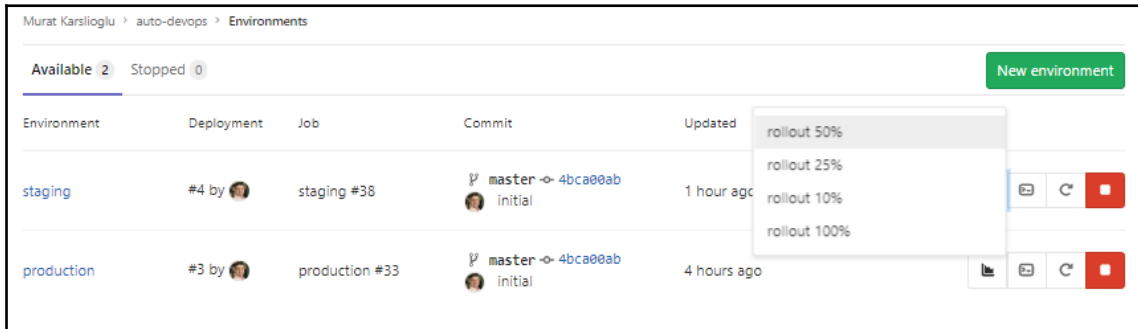 Murat Karslioglu > auto-devops > Environments
Available 2 Stopped 0
New environment
Environment Deployment Job Commit Updated
rollout 50%
rollout 25%
rollout 10%
rollout 100%
staging #4 by staging #38 master 4bca00ab 1 hour ago
initial
production #3 by production #33 master 4bca00ab 4 hours ago
initial